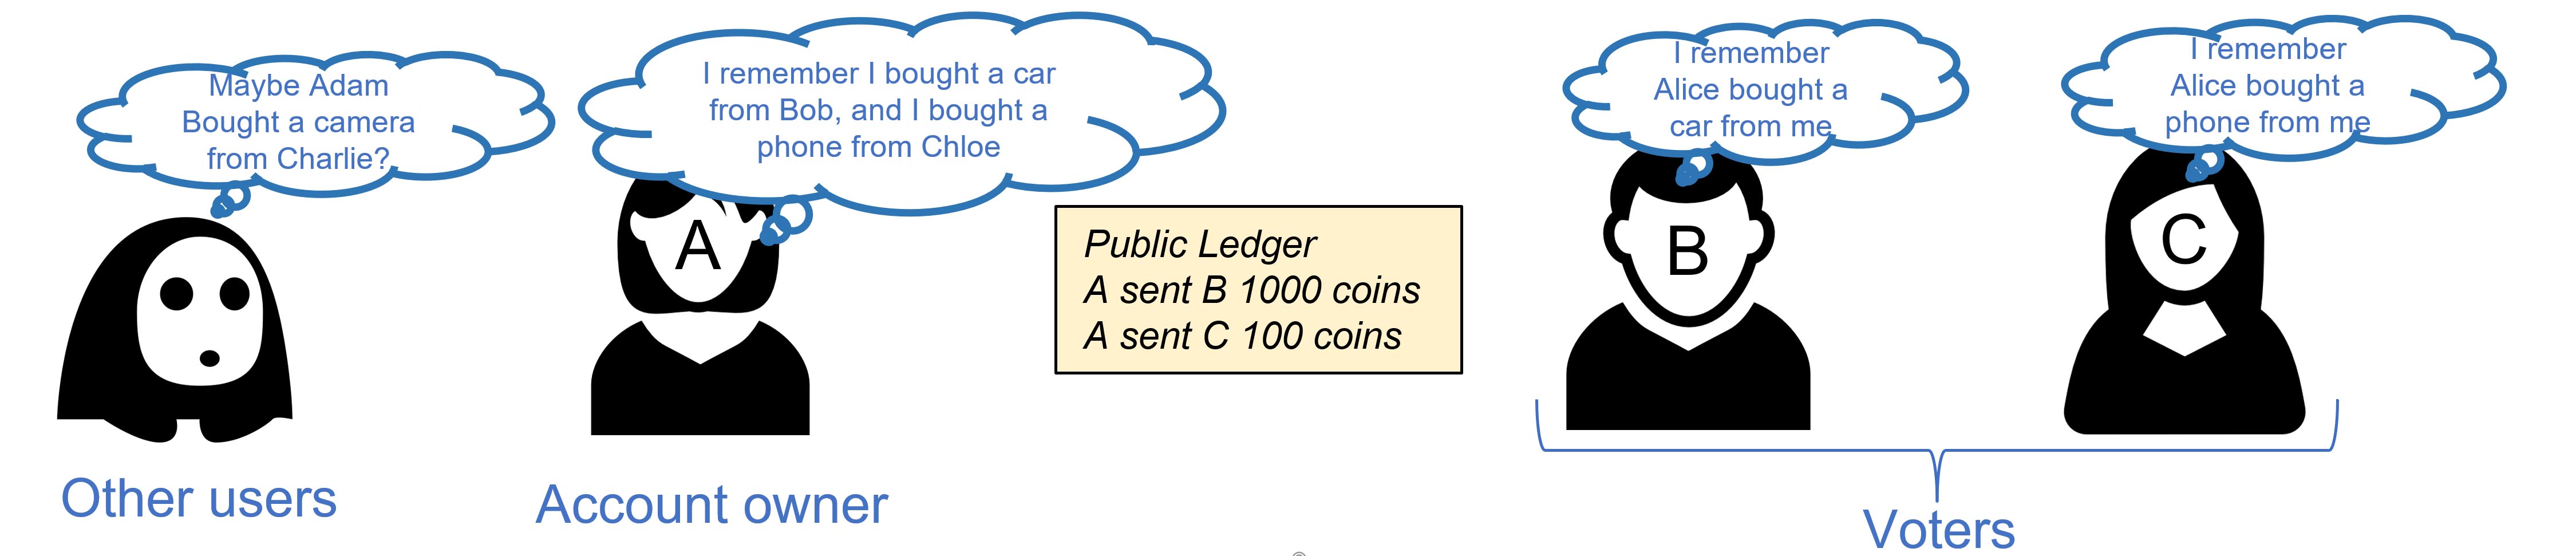 Maybe Adam
Bought a camera
from Charlie?
I remember I bought a car
from Bob, and I bought a
phone from Chloe
I remember
Alice bought a
car from me
I remember
Alice bought a
phone from me
A
Public Ledger
A sent B 1000 coins
A sent C 100 coins
B
C
Other users
Account owner
Voters